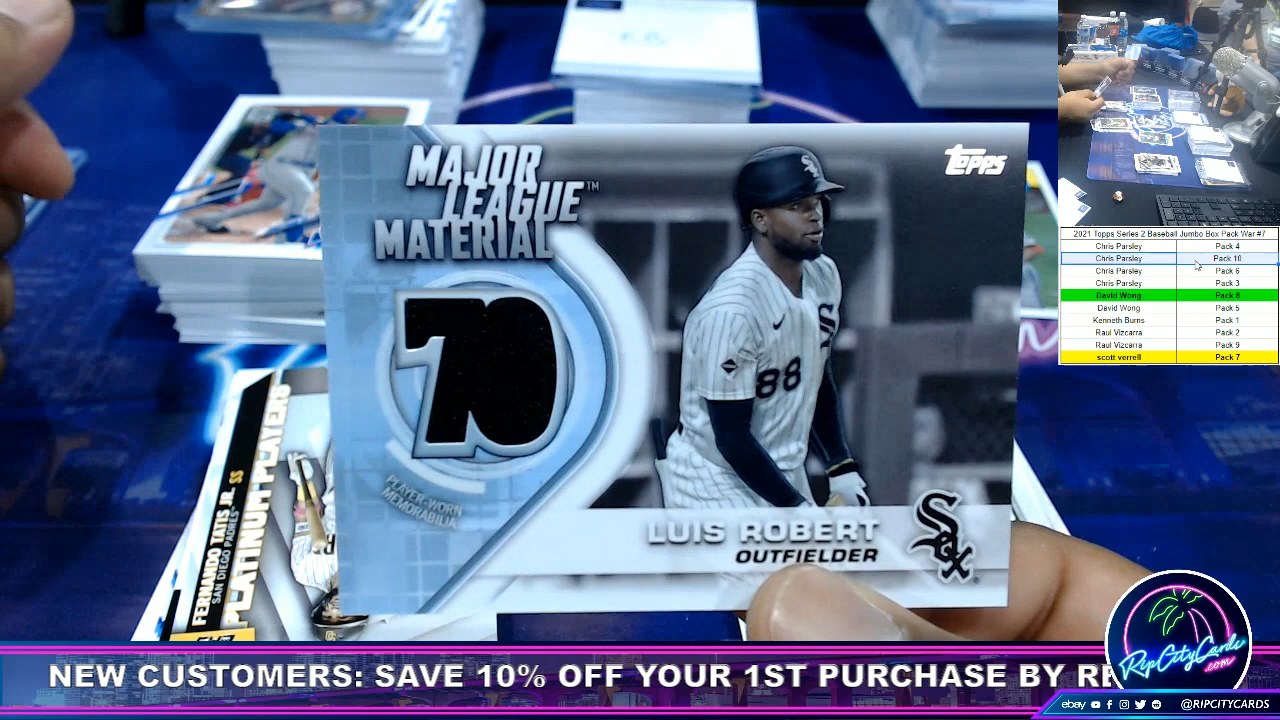 MAJOR
LEAGUE™
MATERIAL
Topps
70
PLAYER-WORN
MEMORABILIA
88
LUIS ROBERT
OUTFIELDER
Sox
FERNANDO TATIS JR. SS
SAN DIEGO PADRES
PLATINUM PLAYERS
2021 Topps Series 2 Baseball Jumbo Box Pack War #7
Chris Parsley Pack 4
Chris Parsley Pack 10
Chris Parsley Pack 6
Chris Parsley Pack 3
David Wong Pack 8
David Wong Pack 5
Kenneth Burns Pack 1
Raul Vizcarra Pack 2
Raul Vizcarra Pack 9
scott verrell Pack 7
NEW CUSTOMERS: SAVE 10% OFF YOUR 1ST PURCHASE BY RE
RipCityCards
.com
ebay @RIPCITYCARDS